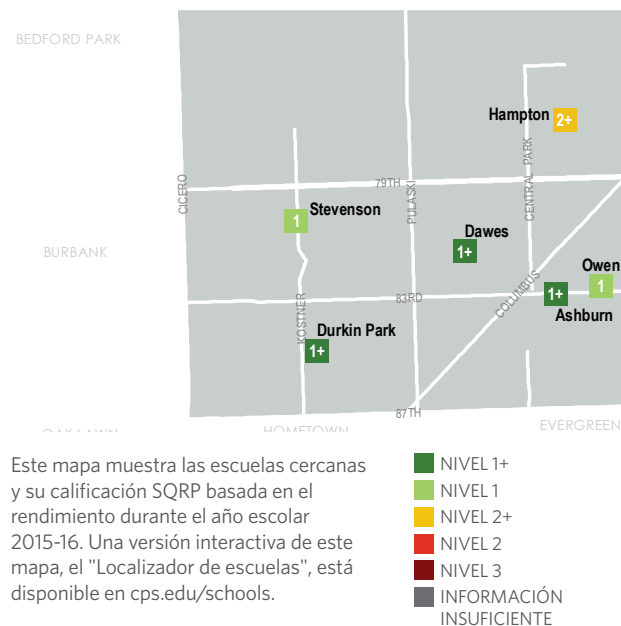 BEDFORD PARK
Hampton
2+
CICERO
79TH
PULASKI
CENTRAL PARK
Stevenson
1
Dawes
1+
BURBANK
COLUMBUS
Owen
1
83RD
1+
Ashburn
KOSTNER
Durkin Park
1+
87TH
OAK LAWN
HOMETOWN
EVERGREEN
Este mapa muestra las escuelas cercanas
y su calificación SQRP basada en el
rendimiento durante el año escolar
2015-16. Una versión interactiva de este
mapa, el "Localizador de escuelas", está
disponible en cps.edu/schools.
NIVEL 1+
NIVEL 1
NIVEL 2+
NIVEL 2
NIVEL 3
INFORMACIÓN
INSUFICIENTE